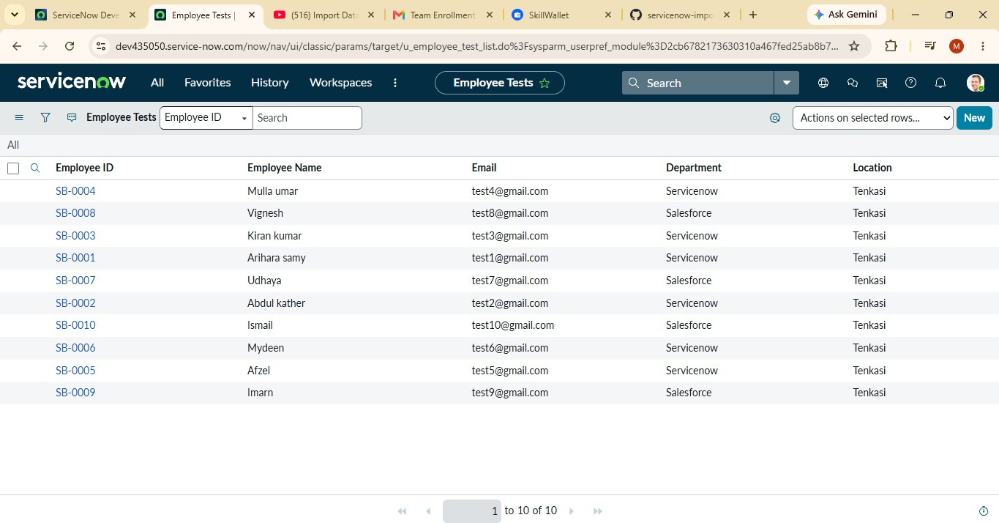 ServiceNow Deve
Employee Tests |
(516) Import Data
Team Enrollment
SkillWallet
servicenow-impo
Ask Gemini
dev435050.service-now.com/now/nav/ui/classic/params/target/u_employee_test_list.do%3Fsysparm_userpref_module%3D2cb6782173630310a467fed25ab8b7...
M
servicenow All Favorites History Workspaces Employee Tests Search
Employee Tests Employee ID Search Actions on selected rows... New
All
Employee ID Employee Name Email Department Location
SB-0004 Mulla umar test4@gmail.com Servicenow Tenkasi
SB-0008 Vignesh test8@gmail.com Salesforce Tenkasi
SB-0003 Kiran kumar test3@gmail.com Servicenow Tenkasi
SB-0001 Arihara samy test1@gmail.com Servicenow Tenkasi
SB-0007 Udhaya test7@gmail.com Salesforce Tenkasi
SB-0002 Abdul kather test2@gmail.com Servicenow Tenkasi
SB-0010 Ismail test10@gmail.com Salesforce Tenkasi
SB-0006 Mydeen test6@gmail.com Servicenow Tenkasi
SB-0005 Afzel test5@gmail.com Servicenow Tenkasi
SB-0009 Imarn test9@gmail.com Salesforce Tenkasi
1 to 10 of 10